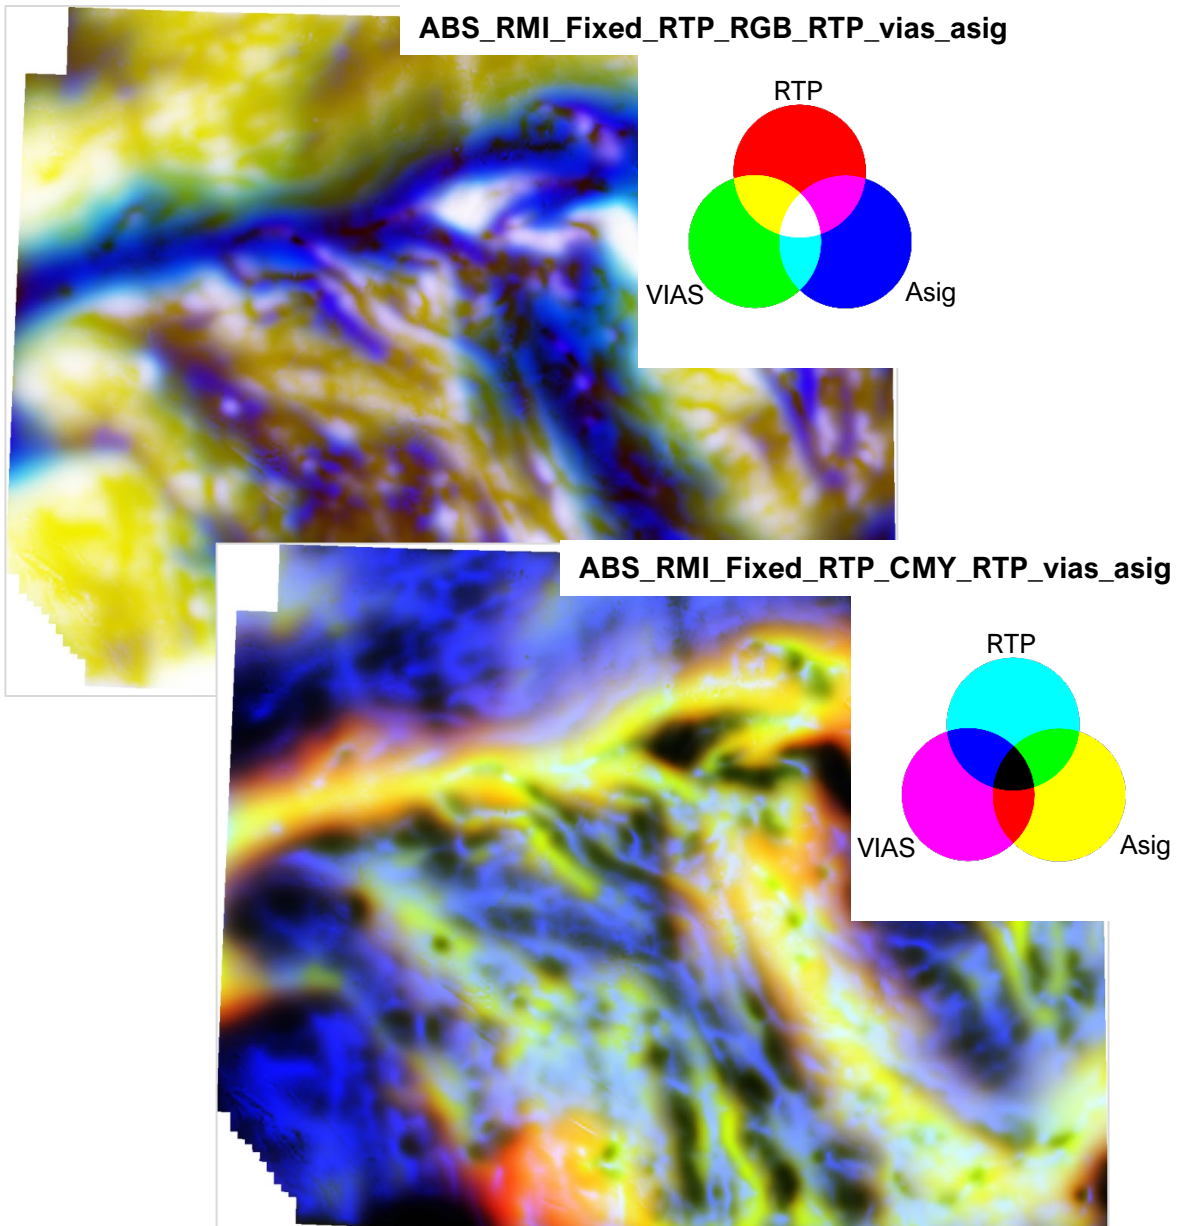 ABS_RMI_Fixed_RTP_RGB_RTP_vias_asig
RTP
VIAS
Asig
ABS_RMI_Fixed_RTP_CMY_RTP_vias_asig
RTP
VIAS
Asig